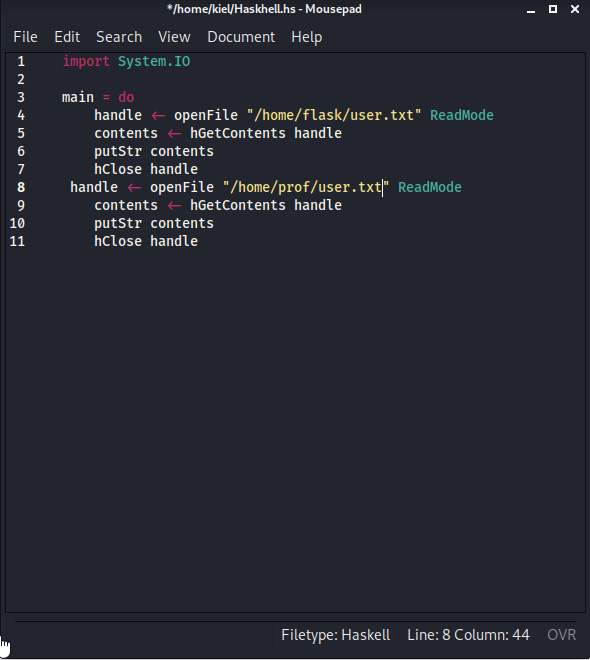 */home/kiel/Haskhell.hs - Mousepad
File Edit Search View Document Help
1 import System.IO
2
3 main = do
4     handle <- openFile "/home/flask/user.txt" ReadMode
5     contents <- hGetContents handle
6     putStr contents
7     hClose handle
8  handle <- openFile "/home/prof/user.txt" ReadMode
9     contents <- hGetContents handle
10     putStr contents
11     hClose handle
Filetype: Haskell Line: 8 Column: 44 OVR